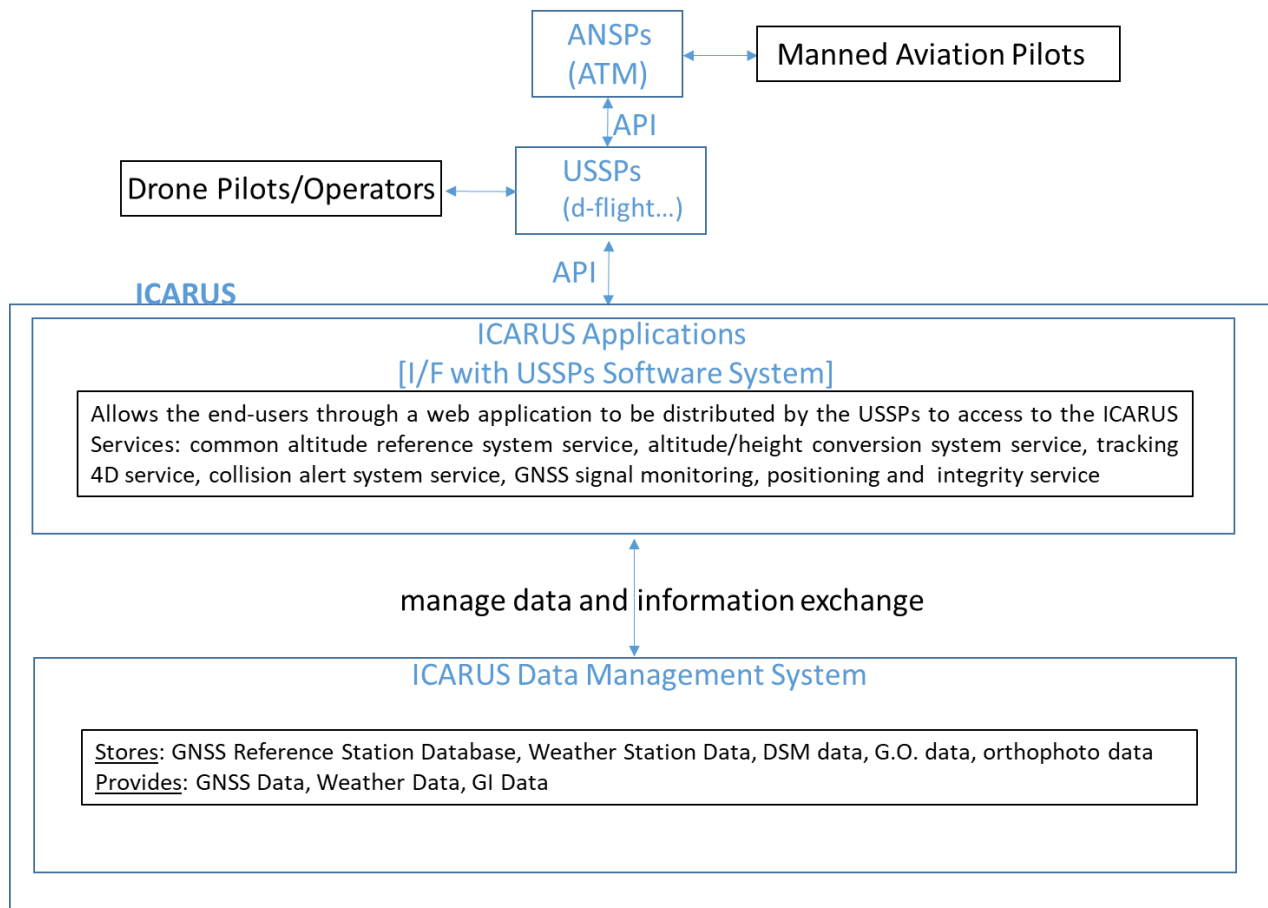 ANSPs
(ATM)
Manned Aviation Pilots
API
Drone Pilots/Operators
USSPs
(d-flight...)
API
ICARUS
ICARUS Applications
[I/F with USSPs Software System]
Allows the end-users through a web application to be distributed by the USSPs to access to the ICARUS
Services: common altitude reference system service, altitude/height conversion system service, tracking
4D service, collision alert system service, GNSS signal monitoring, positioning and integrity service
manage data and information exchange
ICARUS Data Management System
Stores: GNSS Reference Station Database, Weather Station Data, DSM data, G.O. data, orthophoto data
Provides: GNSS Data, Weather Data, GI Data